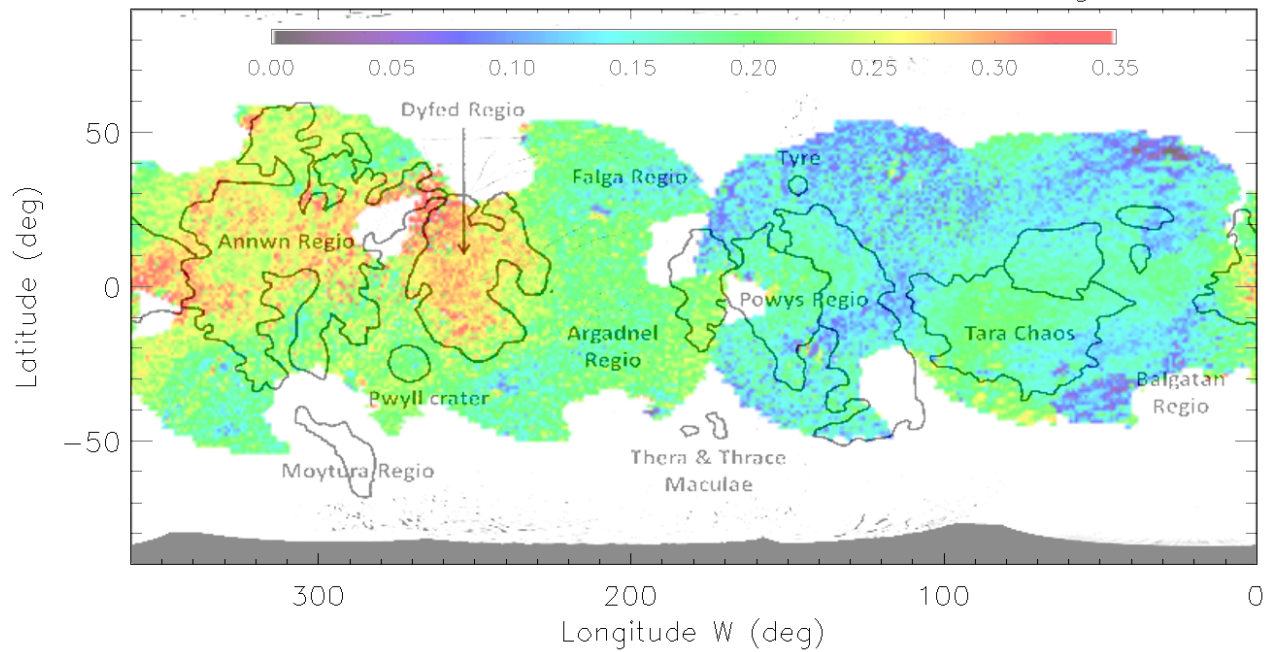 0.00 0.05 0.10 0.15 0.20 0.25 0.30 0.35
Dyfed Regio
50
Tyre
Falga Regio
Annwn Regio
0
Powys Regio
Argadnel
Regio
Tara Chaos
Pwyll crater
Balgatan
Regio
-50
Moytura Regio
Thera & Thrace
Maculae
300 200 100 0
Longitude W (deg)
Latitude (deg)